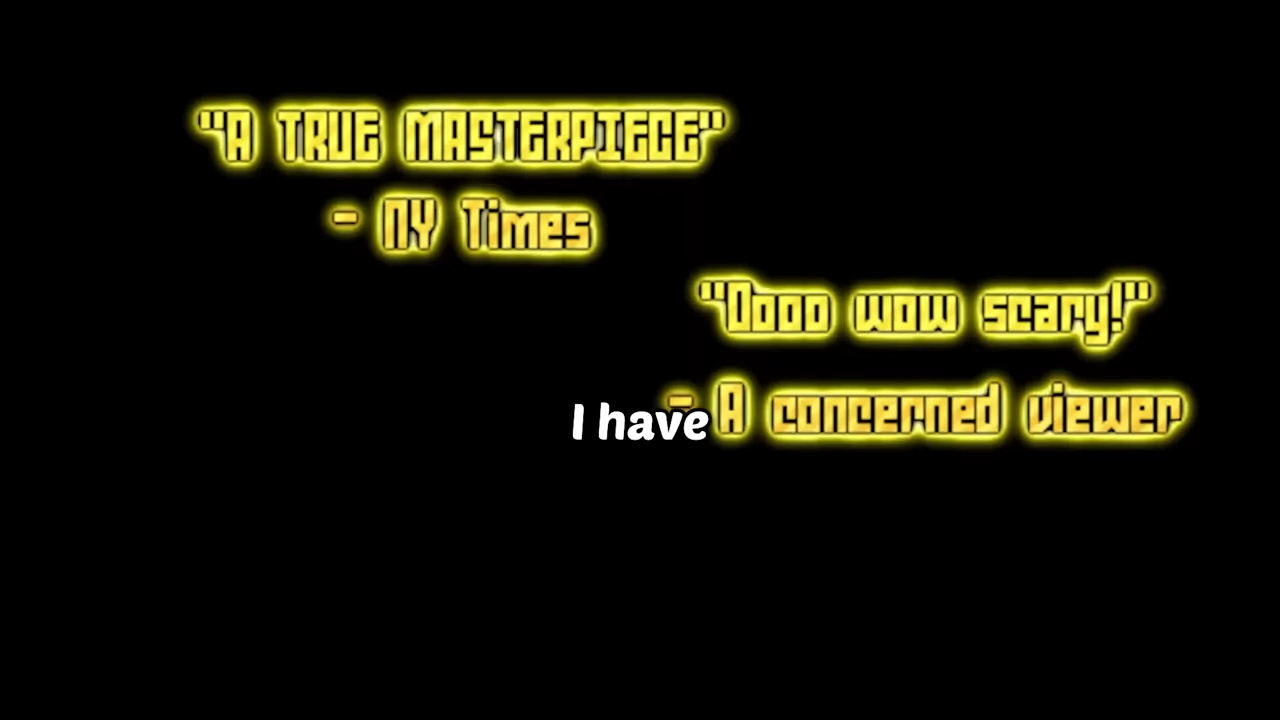 "A TRUE MASTERPIECE"
- NY Times
"Oooo wow scary!"
- A concerned viewer
I have